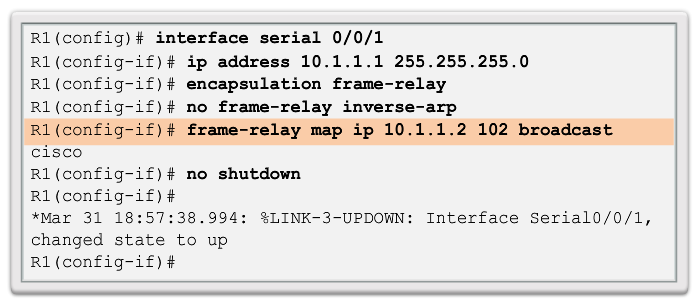 R1(config)# interface serial 0/0/1
R1(config-if)# ip address 10.1.1.1 255.255.255.0
R1(config-if)# encapsulation frame-relay
R1(config-if)# no frame-relay inverse-arp
R1(config-if)# frame-relay map ip 10.1.1.2 102 broadcast
cisco
R1(config-if)# no shutdown
R1(config-if)#
*Mar 31 18:57:38.994: %LINK-3-UPDOWN: Interface Serial0/0/1,
changed state to up
R1(config-if)#